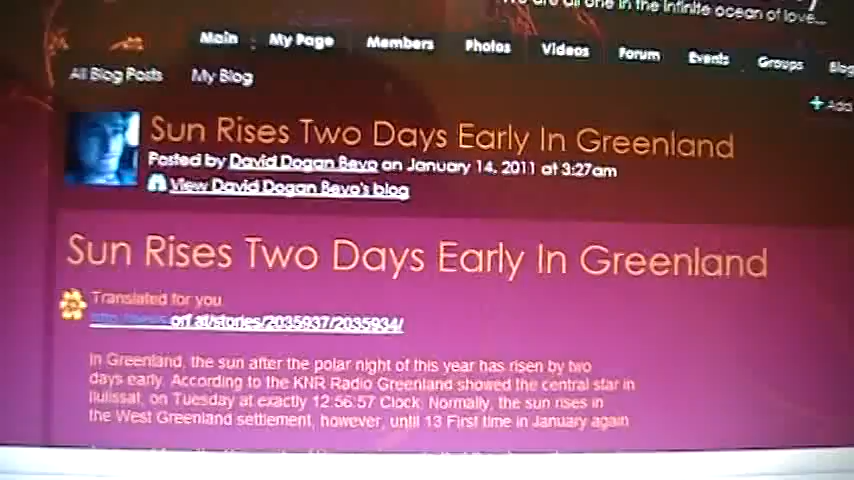 We are all one in the infinite ocean of love...
Main My Page Members Photos Videos Forum Events Groups Blog
All Blog Posts My Blog
+ Add
Sun Rises Two Days Early In Greenland
Posted by David Dogan Beyo on January 14, 2011 at 3:27am
View David Dogan Beyo's blog
Sun Rises Two Days Early In Greenland
Translated for you
http://news.orf.at/stories/2035937/2035934/
In Greenland, the sun after the polar night of this year has risen by two
days early. According to the KNR Radio Greenland showed the central star in
Ilulissat, on Tuesday at exactly 12:56:57 Clock. Normally, the sun rises in
the West Greenland settlement, however, until 13 First time in January again